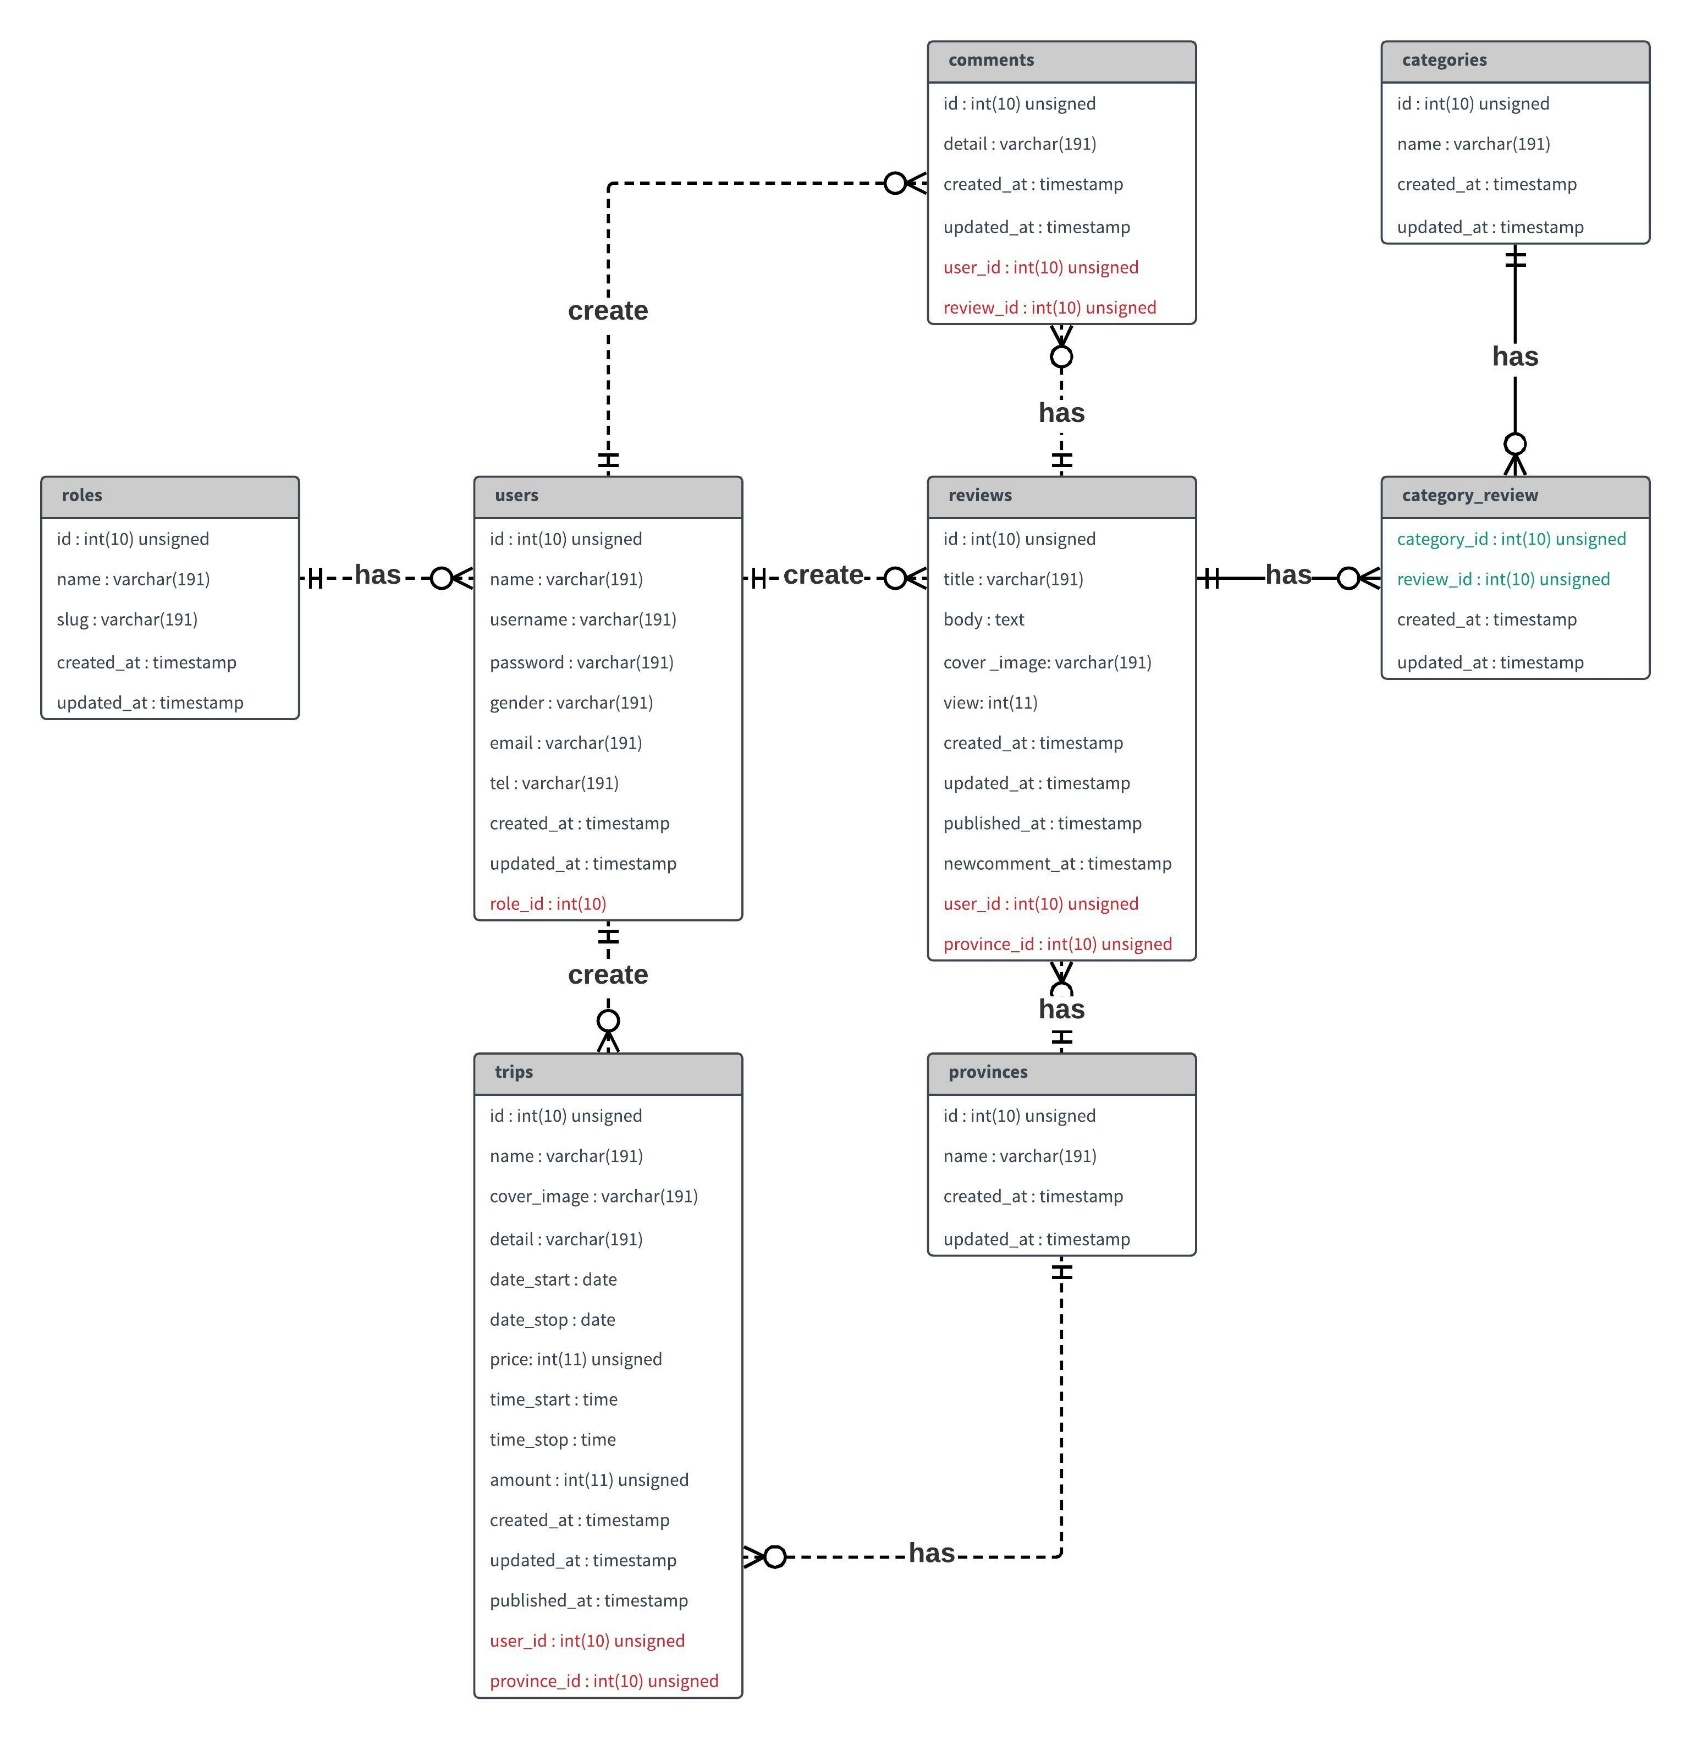 comments
id : int(10) unsigned
detail : varchar(191)
created_at : timestamp
updated_at : timestamp
user_id : int(10) unsigned
review_id : int(10) unsigned
categories
id : int(10) unsigned
name : varchar(191)
created_at : timestamp
updated_at : timestamp
create
has
has
roles
id : int(10) unsigned
name : varchar(191)
slug : varchar(191)
created_at : timestamp
updated_at : timestamp
has
users
id : int(10) unsigned
name : varchar(191)
username : varchar(191)
password : varchar(191)
gender : varchar(191)
email : varchar(191)
tel : varchar(191)
created_at : timestamp
updated_at : timestamp
role_id : int(10)
create
reviews
id : int(10) unsigned
title : varchar(191)
body : text
cover _image: varchar(191)
view: int(11)
created_at : timestamp
updated_at : timestamp
published_at : timestamp
newcomment_at : timestamp
user_id : int(10) unsigned
province_id : int(10) unsigned
has
category_review
category_id : int(10) unsigned
review_id : int(10) unsigned
created_at : timestamp
updated_at : timestamp
create
has
trips
id : int(10) unsigned
name : varchar(191)
cover_image : varchar(191)
detail : varchar(191)
date_start : date
date_stop : date
price: int(11) unsigned
time_start : time
time_stop : time
amount : int(11) unsigned
created_at : timestamp
updated_at : timestamp
published_at : timestamp
user_id : int(10) unsigned
province_id : int(10) unsigned
provinces
id : int(10) unsigned
name : varchar(191)
created_at : timestamp
updated_at : timestamp
has